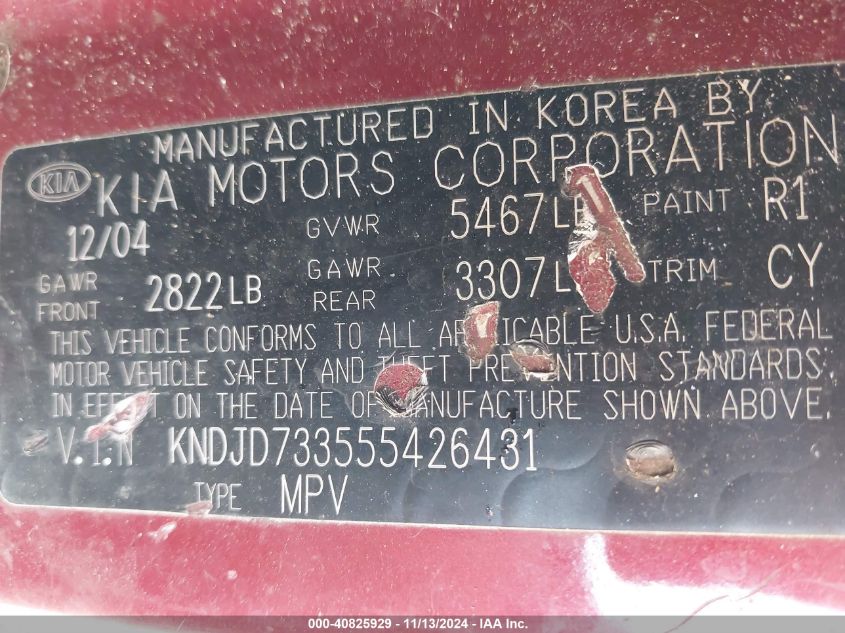 MANUFACTURED IN KOREA BY
KIA KIA MOTORS CORPORATION
12/04 GVWR 5467LB PAINT R1
GAWR FRONT 2822LB GAWR REAR 3307LB TRIM CY
THIS VEHICLE CONFORMS TO ALL APPLICABLE U.S.A. FEDERAL
MOTOR VEHICLE SAFETY AND THEFT PREVENTION STANDARDS
IN EFFECT ON THE DATE OF MANUFACTURE SHOWN ABOVE.
V.I.N KNDJD733555426431
TYPE MPV
000-40825929 - 11/13/2024 - IAA Inc.